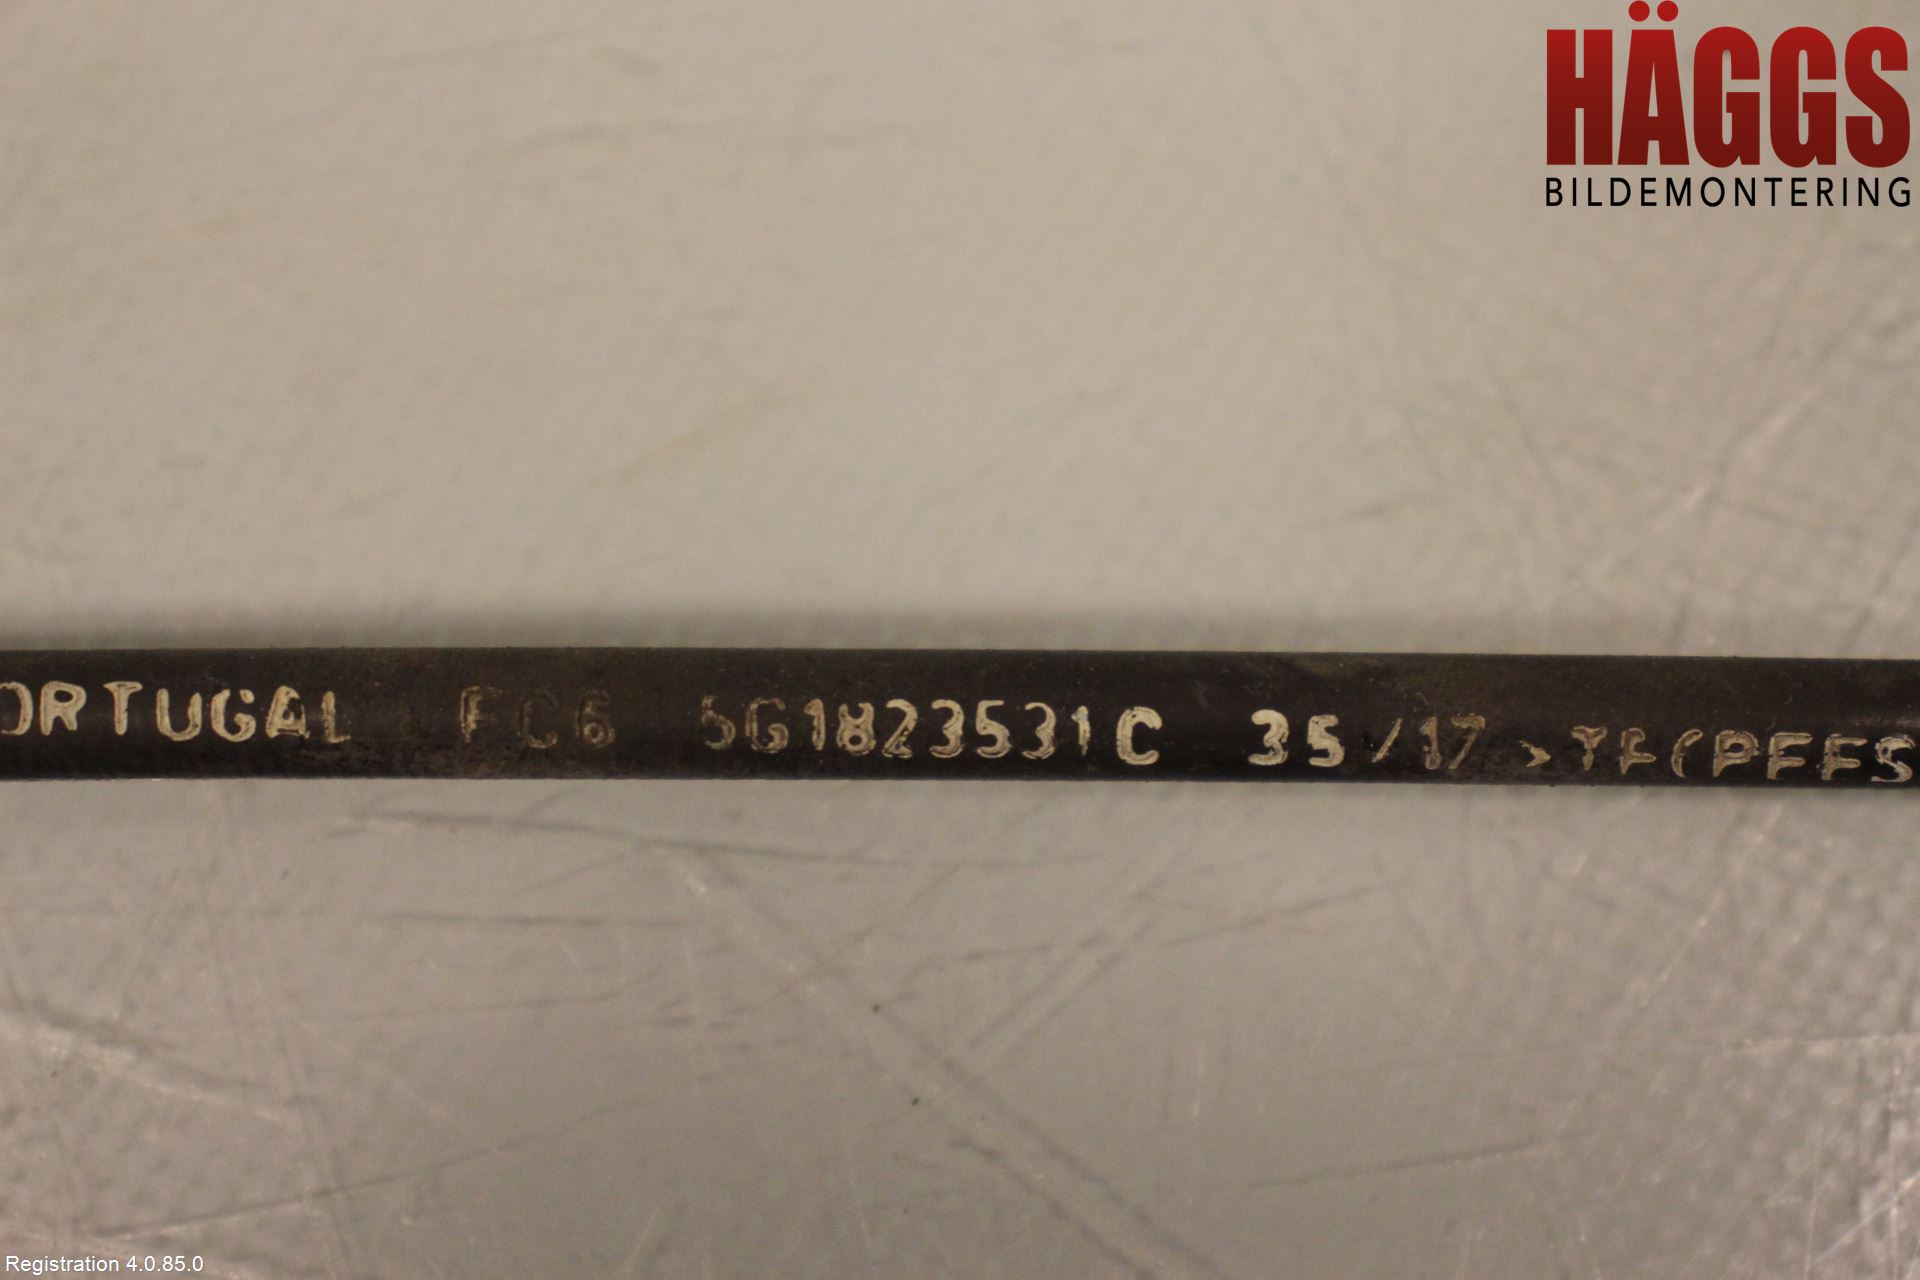 HÄGGS
BILDEMONTERING
ORTUGAL FC6 5G1823531C 35/17 >
Registration 4.0.85.0